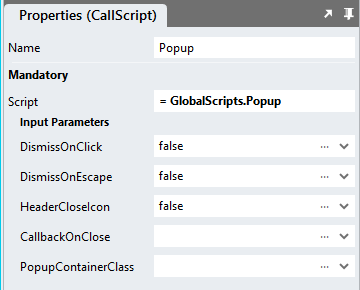 Properties (CallScript)
Name Popup
Mandatory
Script = GlobalScripts.Popup
Input Parameters
DismissOnClick false ...
DismissOnEscape false ...
HeaderCloseIcon false ...
CallbackOnClose ...
PopupContainerClass ...